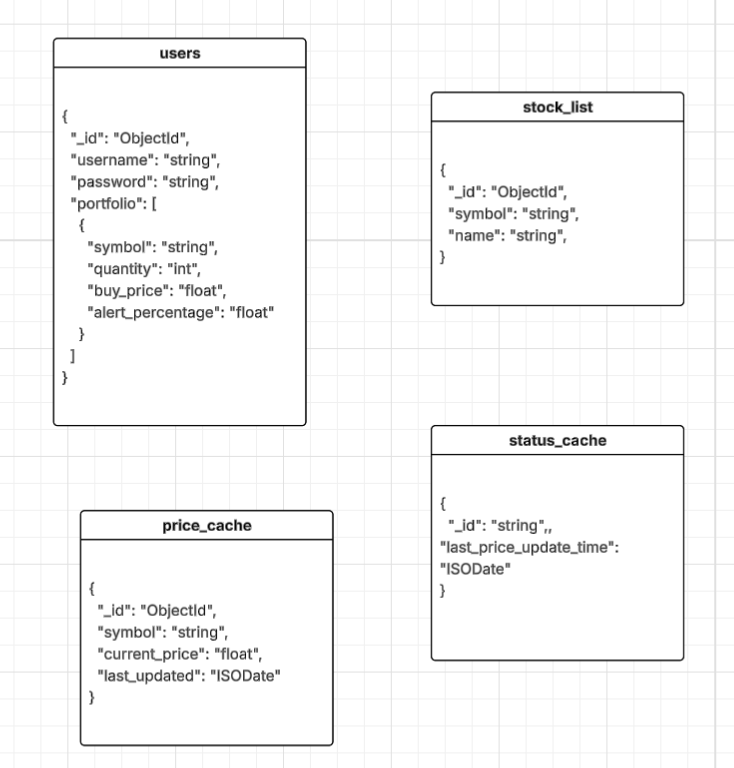 users
{
"_id": "ObjectId",
"username": "string",
"password": "string",
"portfolio": [
{
"symbol": "string",
"quantity": "int",
"buy_price": "float",
"alert_percentage": "float"
}
]
}
stock_list
{
"_id": "ObjectId",
"symbol": "string",
"name": "string",
}
price_cache
{
"_id": "ObjectId",
"symbol": "string",
"current_price": "float",
"last_updated": "ISODate"
}
status_cache
{
"_id": "string",,
"last_price_update_time":
"ISODate"
}